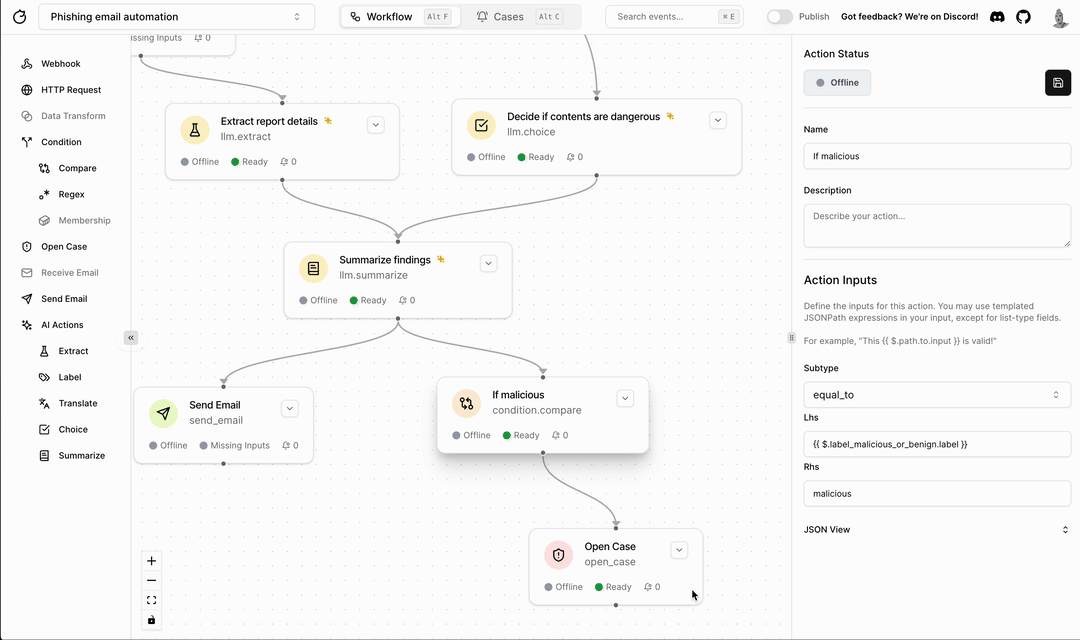 Phishing email automation
Workflow Alt F
Cases Alt C
Search events... ⌘ E
Publish
Got feedback? We're on Discord!
Webhook
HTTP Request
Data Transform
Condition
Compare
Regex
Membership
Open Case
Receive Email
Send Email
AI Actions
Extract
Label
Translate
Choice
Summarize
Inputs 0
Extract report details
llm.extract
Offline Ready 0
Decide if contents are dangerous
llm.choice
Offline Ready 0
Summarize findings
llm.summarize
Offline Ready 0
Send Email
send_email
Offline Missing Inputs 0
If malicious
condition.compare
Offline Ready 0
Open Case
open_case
Offline Ready 0
Action Status
Offline
Name
If malicious
Description
Describe your action...
Action Inputs
Define the inputs for this action. You may use templated
JSONPath expressions in your input, except for list-type fields.
For example, "This {{ $.path.to.input }} is valid!"
Subtype
equal_to
Lhs
{{ $.label_malicious_or_benign.label }}
Rhs
malicious
JSON View